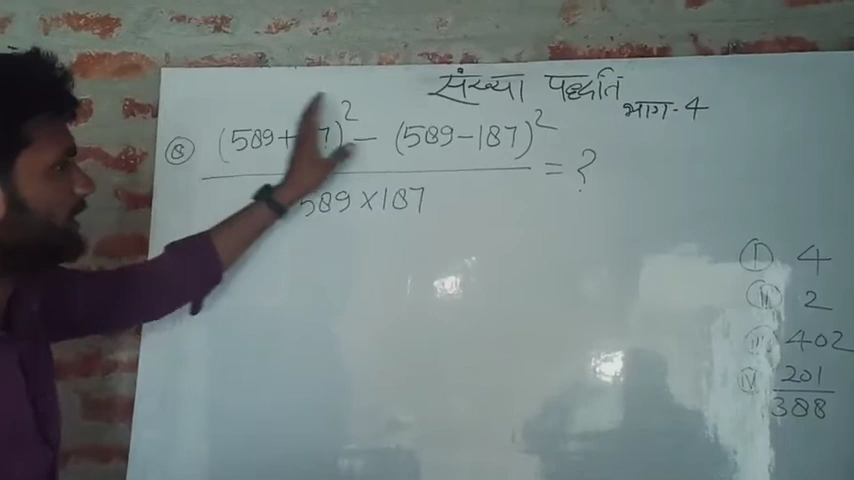 संख्या पद्धति
भाग-4
8 (589+ 7)² - (589-187)²
589×187 = ?
I 4
II 2
III 402
IV 201
388